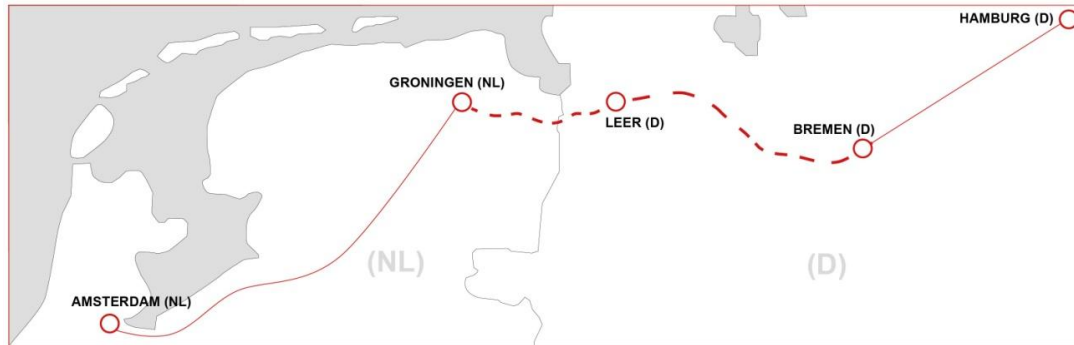 HAMBURG (D)
GRONINGEN (NL)
LEER (D)
BREMEN (D)
(NL)
(D)
AMSTERDAM (NL)